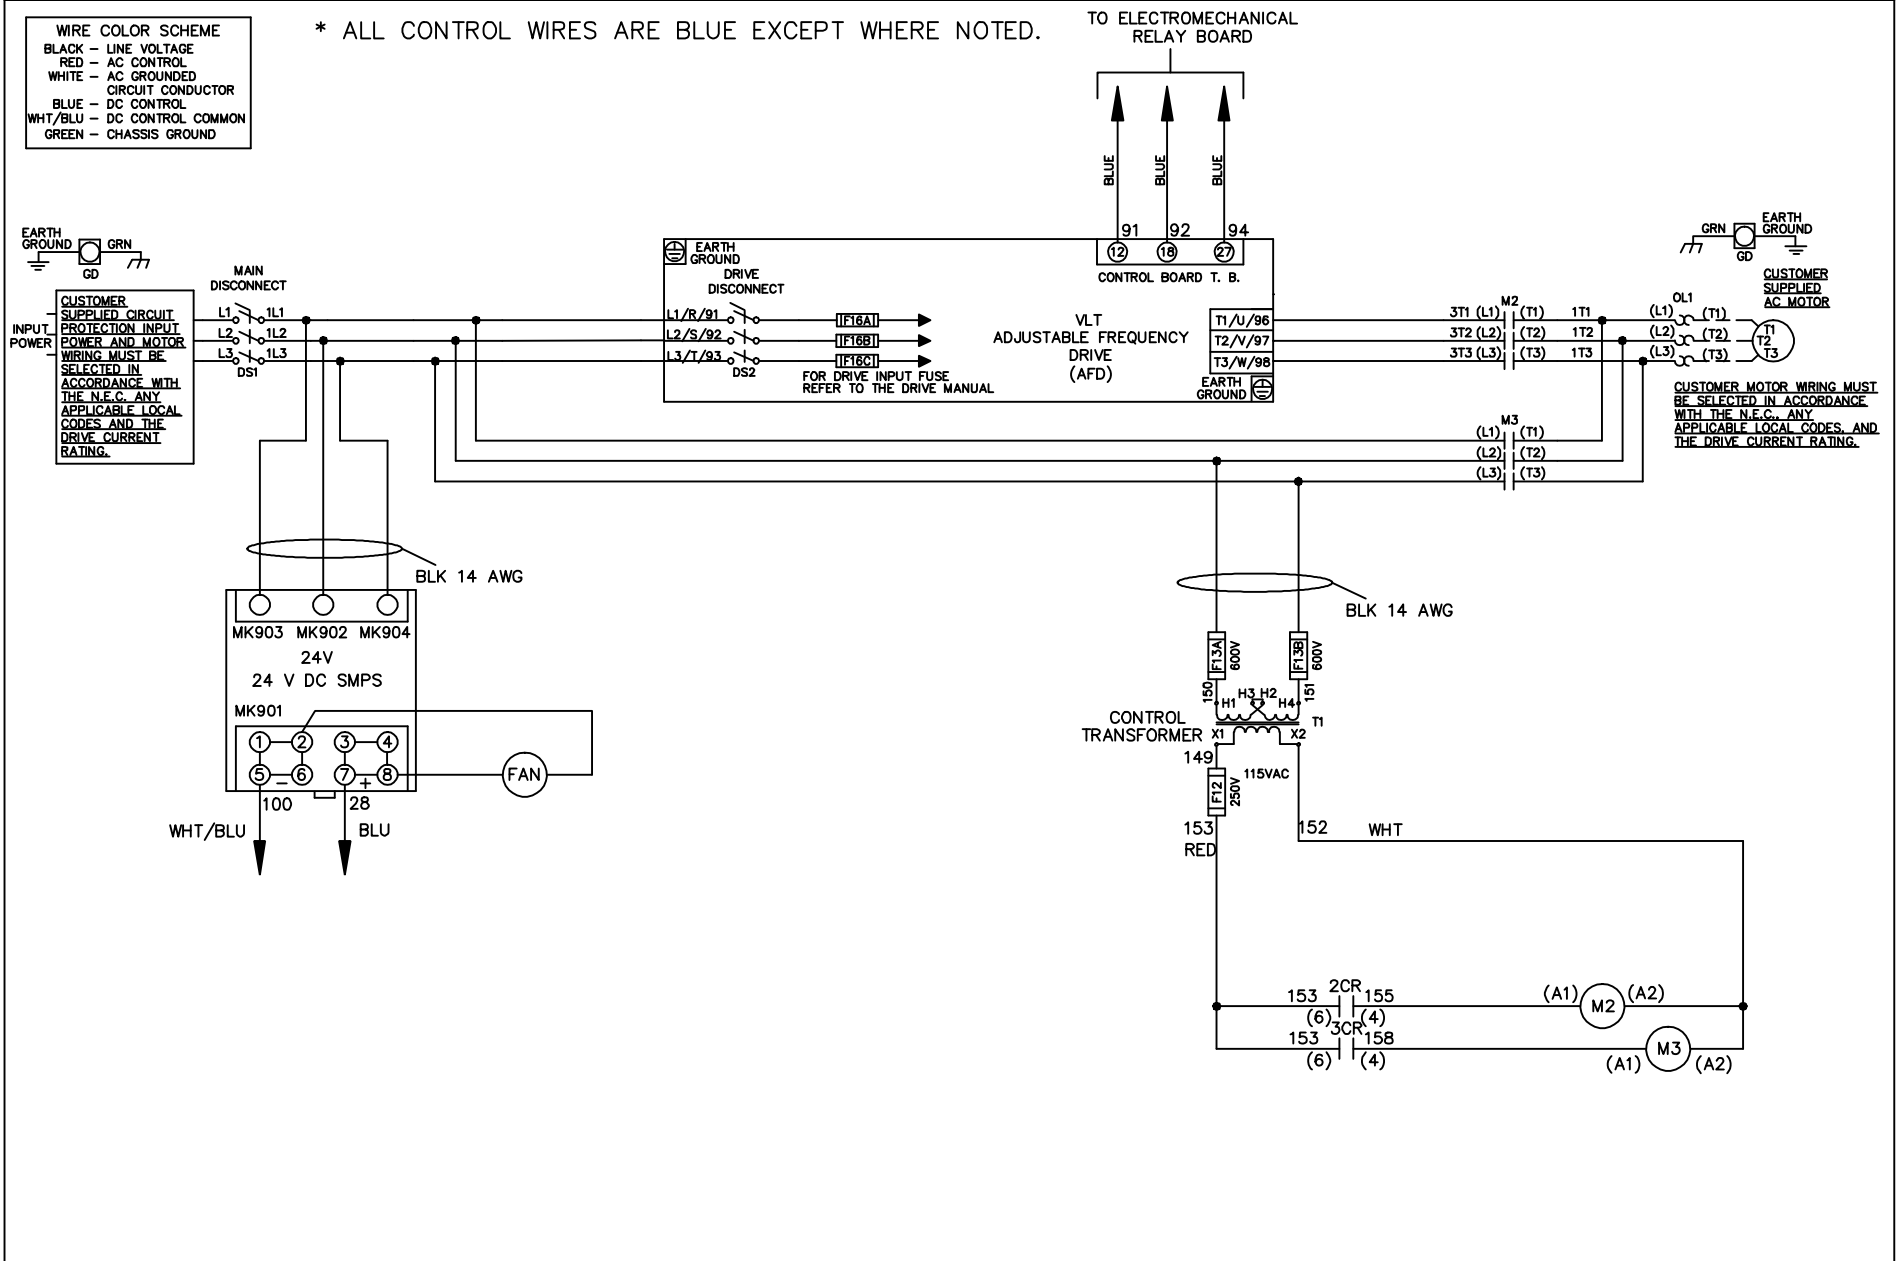 WIRE COLOR SCHEME
BLACK – LINE VOLTAGE
RED – AC CONTROL
WHITE – AC GROUNDED
CIRCUIT CONDUCTOR
BLUE – DC CONTROL
WHT/BLU – DC CONTROL COMMON
GREEN – CHASSIS GROUND
* ALL CONTROL WIRES ARE BLUE EXCEPT WHERE NOTED.
TO ELECTROMECHANICAL
RELAY BOARD
BLUE
BLUE
BLUE
91 92 94
12 18 27
CONTROL BOARD T. B.
EARTH
GROUND
GRN
GD
INPUT
POWER
CUSTOMER
SUPPLIED CIRCUIT
PROTECTION INPUT
POWER AND MOTOR
WIRING MUST BE
SELECTED IN
ACCORDANCE WITH
THE N.E.C. ANY
APPLICABLE LOCAL
CODES AND THE
DRIVE CURRENT
RATING.
MAIN
DISCONNECT
L1 1L1
L2 1L2
L3 1L3
DS1
EARTH
GROUND
DRIVE
DISCONNECT
L1/R/91
L2/S/92
L3/T/93
DS2
F16A
F16B
F16C
FOR DRIVE INPUT FUSE
REFER TO THE DRIVE MANUAL
VLT
ADJUSTABLE FREQUENCY
DRIVE
(AFD)
T1/U/96
T2/V/97
T3/W/98
EARTH
GROUND
M2
3T1 (L1) (T1) 1T1
3T2 (L2) (T2) 1T2
3T3 (L3) (T3) 1T3
OL1
(L1) (T1)
(L2) (T2)
(L3) (T3)
T1
T2
T3
GRN
EARTH
GROUND
GD
CUSTOMER
SUPPLIED
AC MOTOR
CUSTOMER MOTOR WIRING MUST
BE SELECTED IN ACCORDANCE
WITH THE N.E.C., ANY
APPLICABLE LOCAL CODES, AND
THE DRIVE CURRENT RATING.
M3
(L1) (T1)
(L2) (T2)
(L3) (T3)
BLK 14 AWG
MK903 MK902 MK904
24V
24 V DC SMPS
MK901
1 2 3 4
5 – 6 7 + 8
FAN
100 28
WHT/BLU BLU
BLK 14 AWG
F13A
600V
F13B
600V
150
151
H1 H3 H2 H4
CONTROL
TRANSFORMER
T1
X1 X2
149
115VAC
F12
250V
153
RED
152 WHT
153 2CR 155
(6) (4)
(A1) M2 (A2)
153 3CR 158
(6) (4)
(A1) M3 (A2)